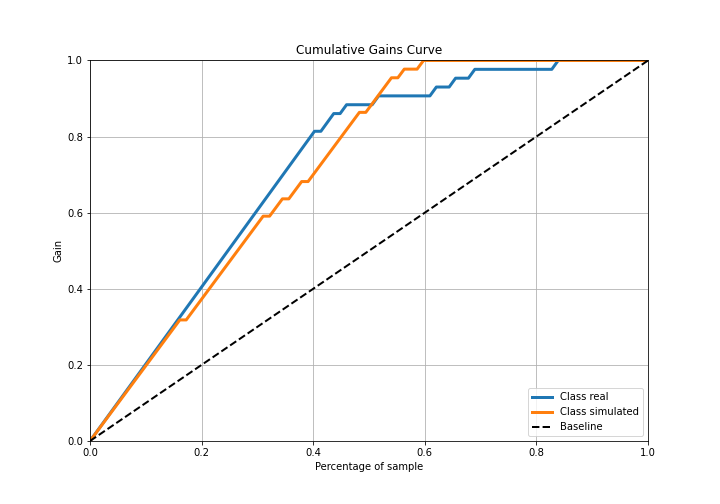 Cumulative Gains Curve
1.0
0.8
0.6
0.4
0.2
0.0
Gain
0.0 0.2 0.4 0.6 0.8 1.0
Percentage of sample
Class real
Class simulated
Baseline